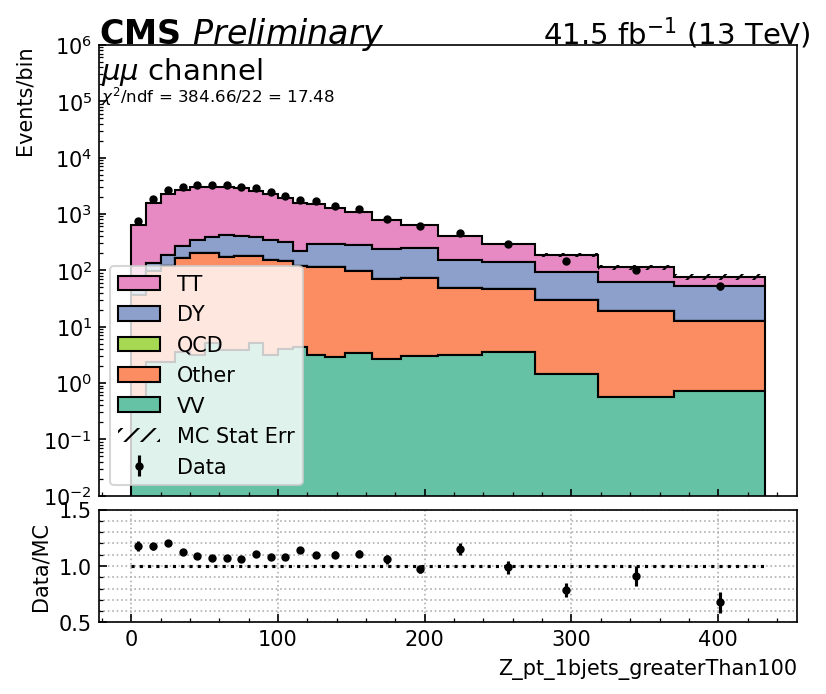 CMS Preliminary 41.5 fb⁻¹ (13 TeV)
μμ channel
χ²/ndf = 384.66/22 = 17.48
Events/bin
10⁶
10⁵
10⁴
10³
10²
10¹
10⁰
10⁻¹
10⁻²
TT
DY
QCD
Other
VV
MC Stat Err
Data
Data/MC
1.5
1.0
0.5
0 100 200 300 400
Z_pt_1bjets_greaterThan100